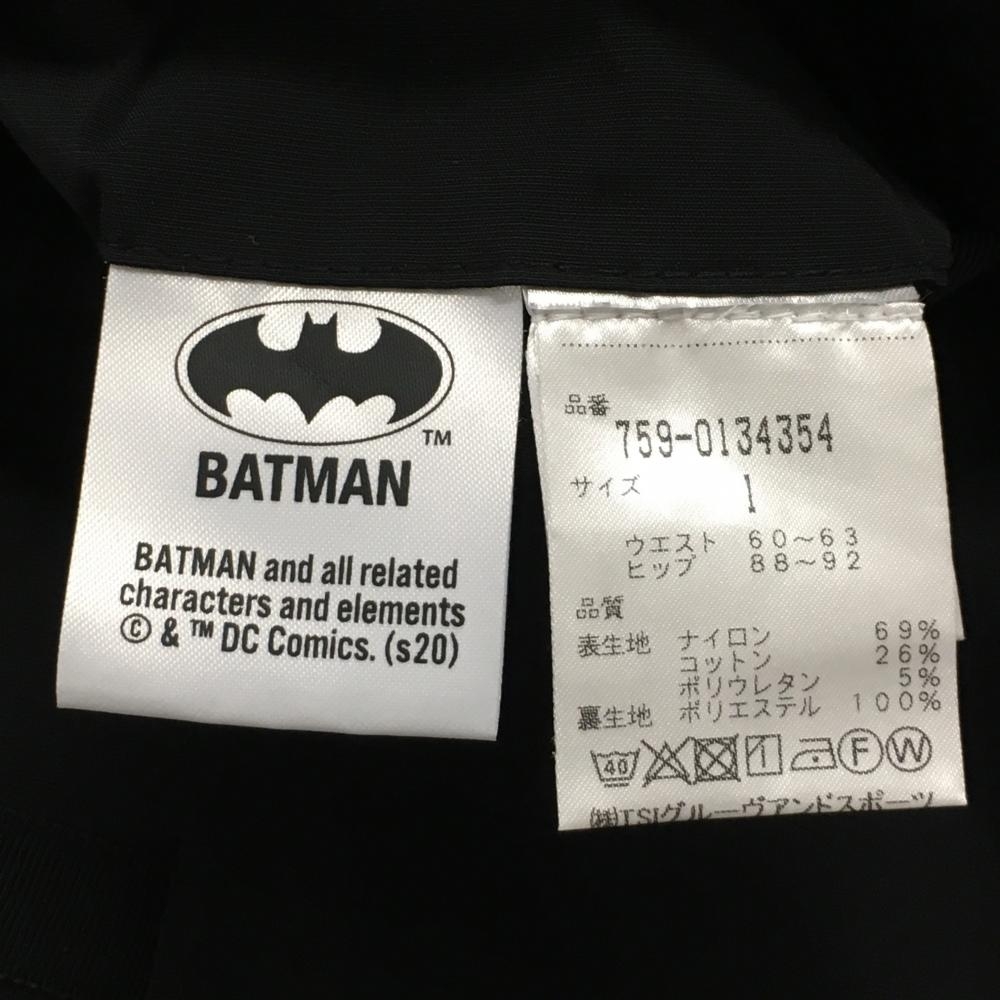 TM
BATMAN
BATMAN and all related
characters and elements
© & ™ DC Comics. (s20)
品番
759-0134354
サイズ 1
ウエスト 60～63
ヒップ 88～92
品質
表生地 ナイロン 69%
コットン 26%
ポリウレタン 5%
裏生地 ポリエステル 100%
40 F W
㈱TSIグルーヴアンドスポーツ